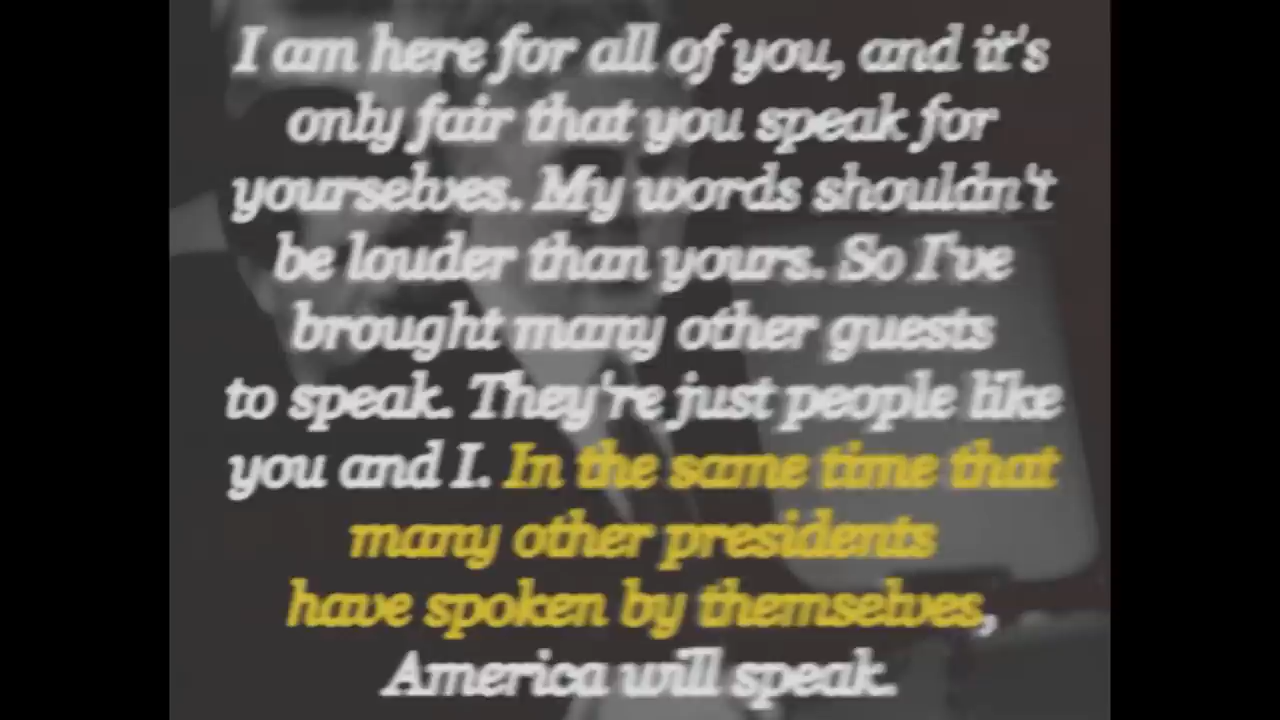 I am here for all of you, and it's
only fair that you speak for
yourselves. My words shouldn't
be louder than yours. So I've
brought many other guests
to speak. They're just people like
you and I. In the same time that
many other presidents
have spoken by themselves,
America will speak.